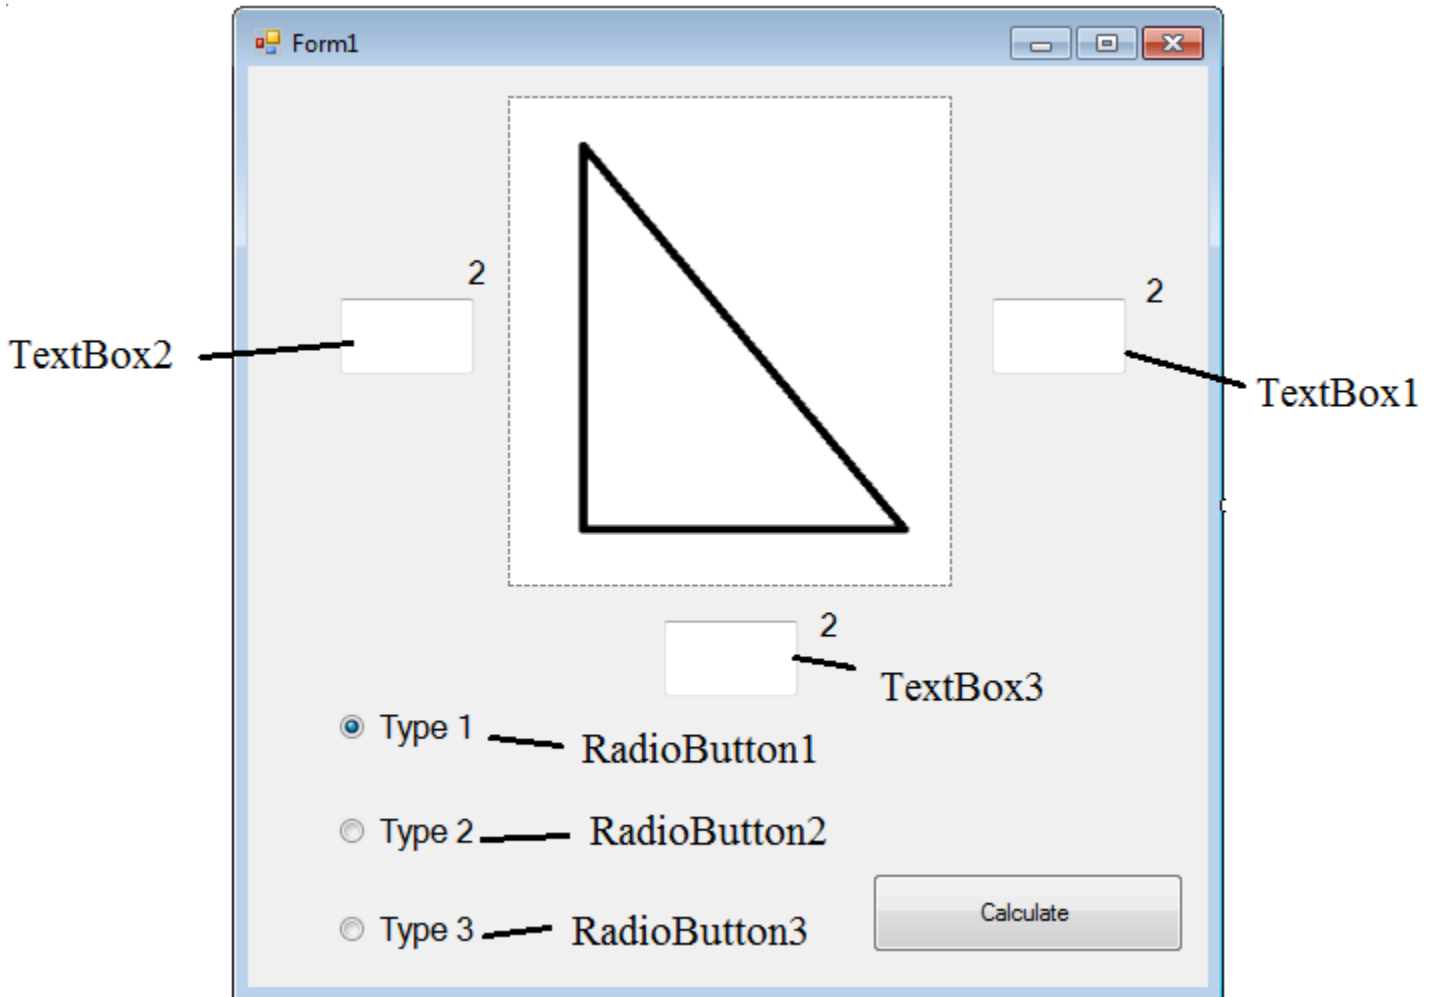 Form1
2
2
TextBox2
TextBox1
2
TextBox3
Type 1
RadioButton1
Type 2
RadioButton2
Calculate
Type 3
RadioButton3